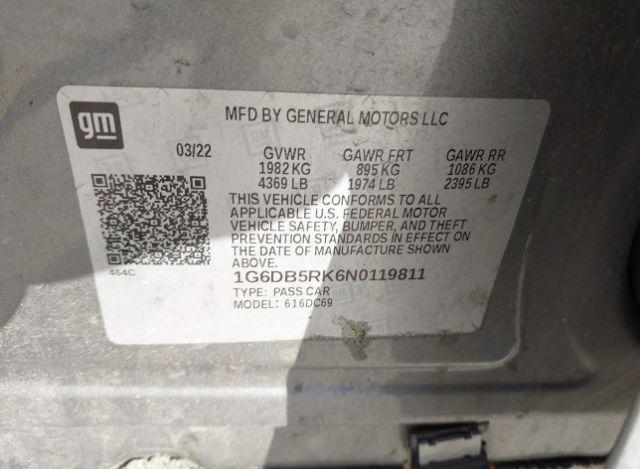 gm
MFD BY GENERAL MOTORS LLC
03/22 GVWR GAWR FRT GAWR RR
1982 KG 895 KG 1086 KG
4369 LB 1974 LB 2395 LB
THIS VEHICLE CONFORMS TO ALL
APPLICABLE U.S. FEDERAL MOTOR
VEHICLE SAFETY, BUMPER, AND THEFT
PREVENTION STANDARDS IN EFFECT ON
THE DATE OF MANUFACTURE SHOWN
ABOVE.
464C
1G6DB5RK6N0119811
TYPE: PASS CAR
MODEL: 616DC69